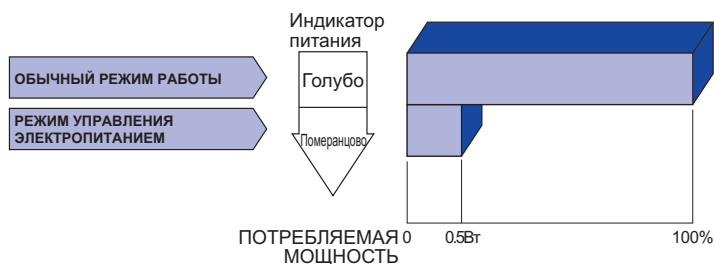 Индикатор
питания
ОБЫЧНЫЙ РЕЖИМ РАБОТЫ
Голубо
РЕЖИМ УПРАВЛЕНИЯ
ЭЛЕКТРОПИТАНИЕМ
Померанцово
ПОТРЕБЛЯЕМАЯ
МОЩНОСТЬ
0 0.5Вт 100%